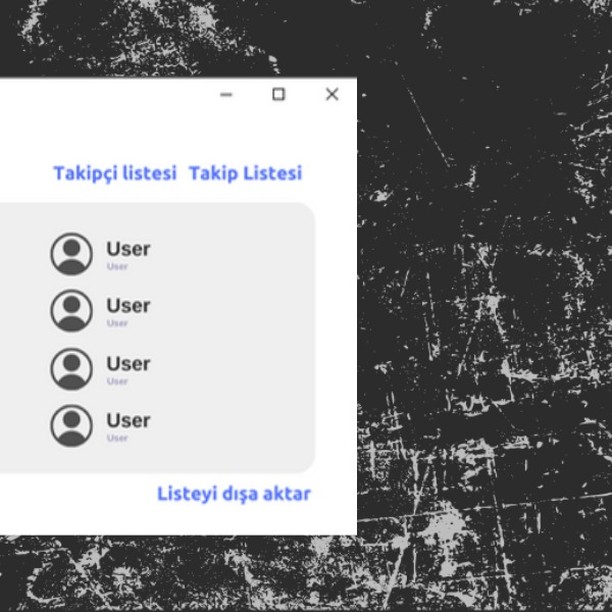 Takipçi listesi Takip Listesi
User
User
User
User
User
User
User
User
Listeyi dışa aktar